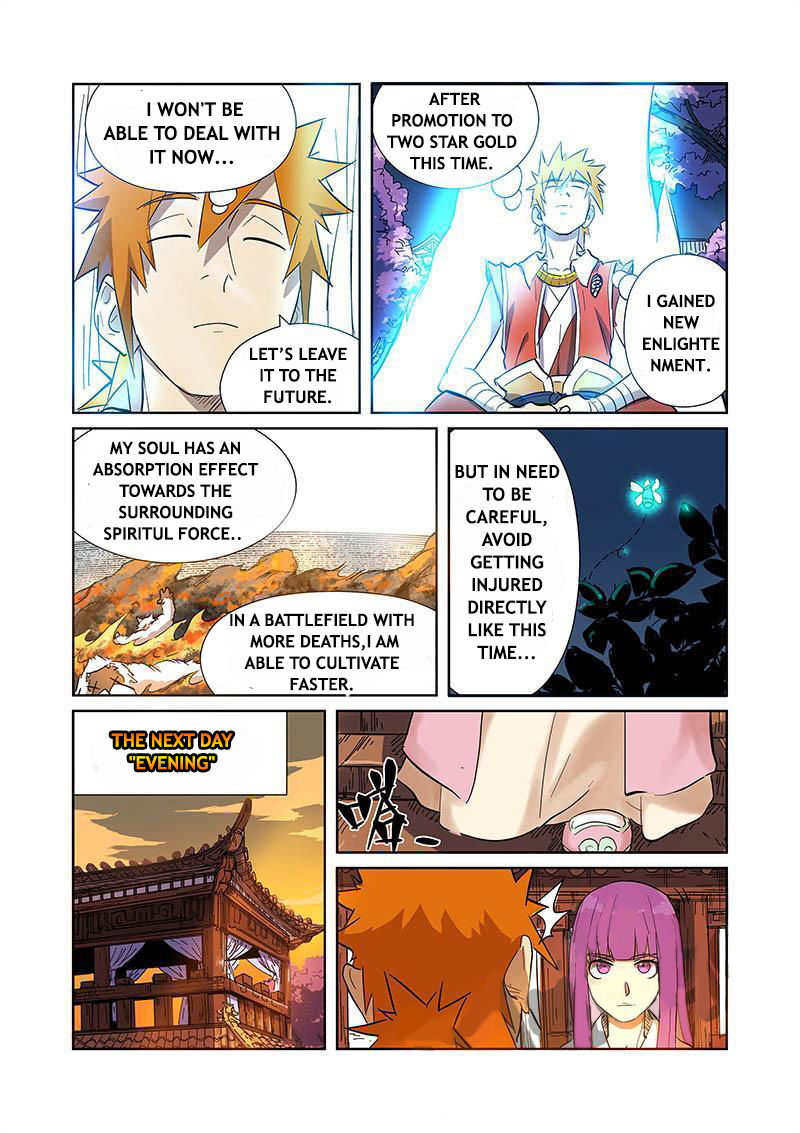 I WON'T BE
ABLE TO DEAL WITH
IT NOW...
LET'S LEAVE
IT TO THE
FUTURE.
AFTER
PROMOTION TO
TWO STAR GOLD
THIS TIME.
I GAINED
NEW
ENLIGHTE
NMENT.
MY SOUL HAS AN
ABSORPTION EFFECT
TOWARDS THE
SURROUNDING
SPIRITUL FORCE..
IN A BATTLEFIELD WITH
MORE DEATHS,I AM
ABLE TO CULTIVATE
FASTER.
BUT IN NEED
TO BE
CAREFUL,
AVOID
GETTING
INJURED
DIRECTLY
LIKE THIS
TIME...
THE NEXT DAY
"EVENING"
嗒-